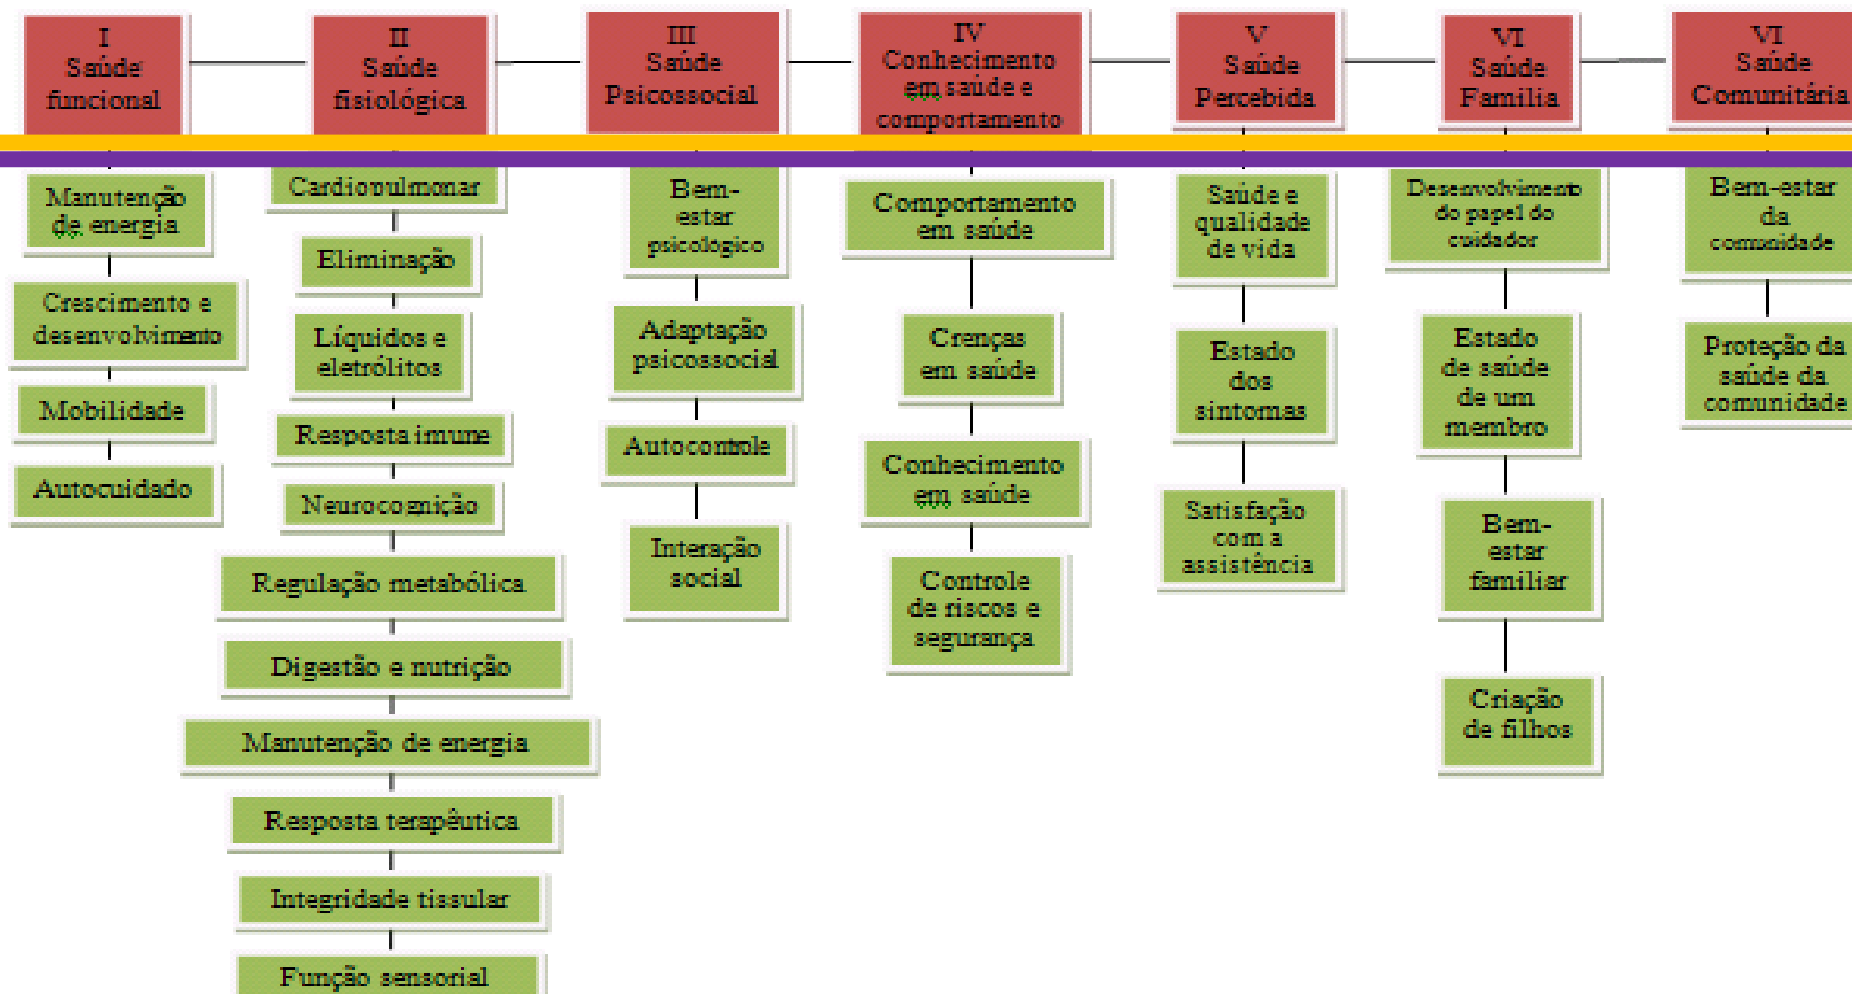 I
Saúde
funcional
II
Saúde
fisiológica
III
Saúde
Psicossocial
IV
Conhecimento
em saúde e
comportamento
V
Saúde
Percebida
VI
Saúde
Familia
VI
Saúde
Comunitária
Manutenção
de energia
Crescimento e
desenvolvimento
Mobilidade
Autocuidado
Cardiopulmonar
Eliminação
Líquidos e
eletrólitos
Resposta imune
Neurocognição
Regulação metabólica
Digestão e nutrição
Manutenção de energia
Resposta terapêutica
Integridade tissular
Função sensorial
Bem-
estar
psicologico
Adaptação
psicossocial
Autocontrole
Interação
social
Comportamento
em saúde
Crenças
em saúde
Conhecimento
em saúde
Controle
de riscos e
segurança
Saúde e
qualidade
de vida
Estado
dos
sintomas
Satisfação
com a
assistência
Desenvolvimento
do papel do
cuidador
Estado
de saúde
de um
membro
Bem-
estar
familiar
Criação
de filhos
Bem-estar
da
comunidade
Proteção da
saúde da
comunidade